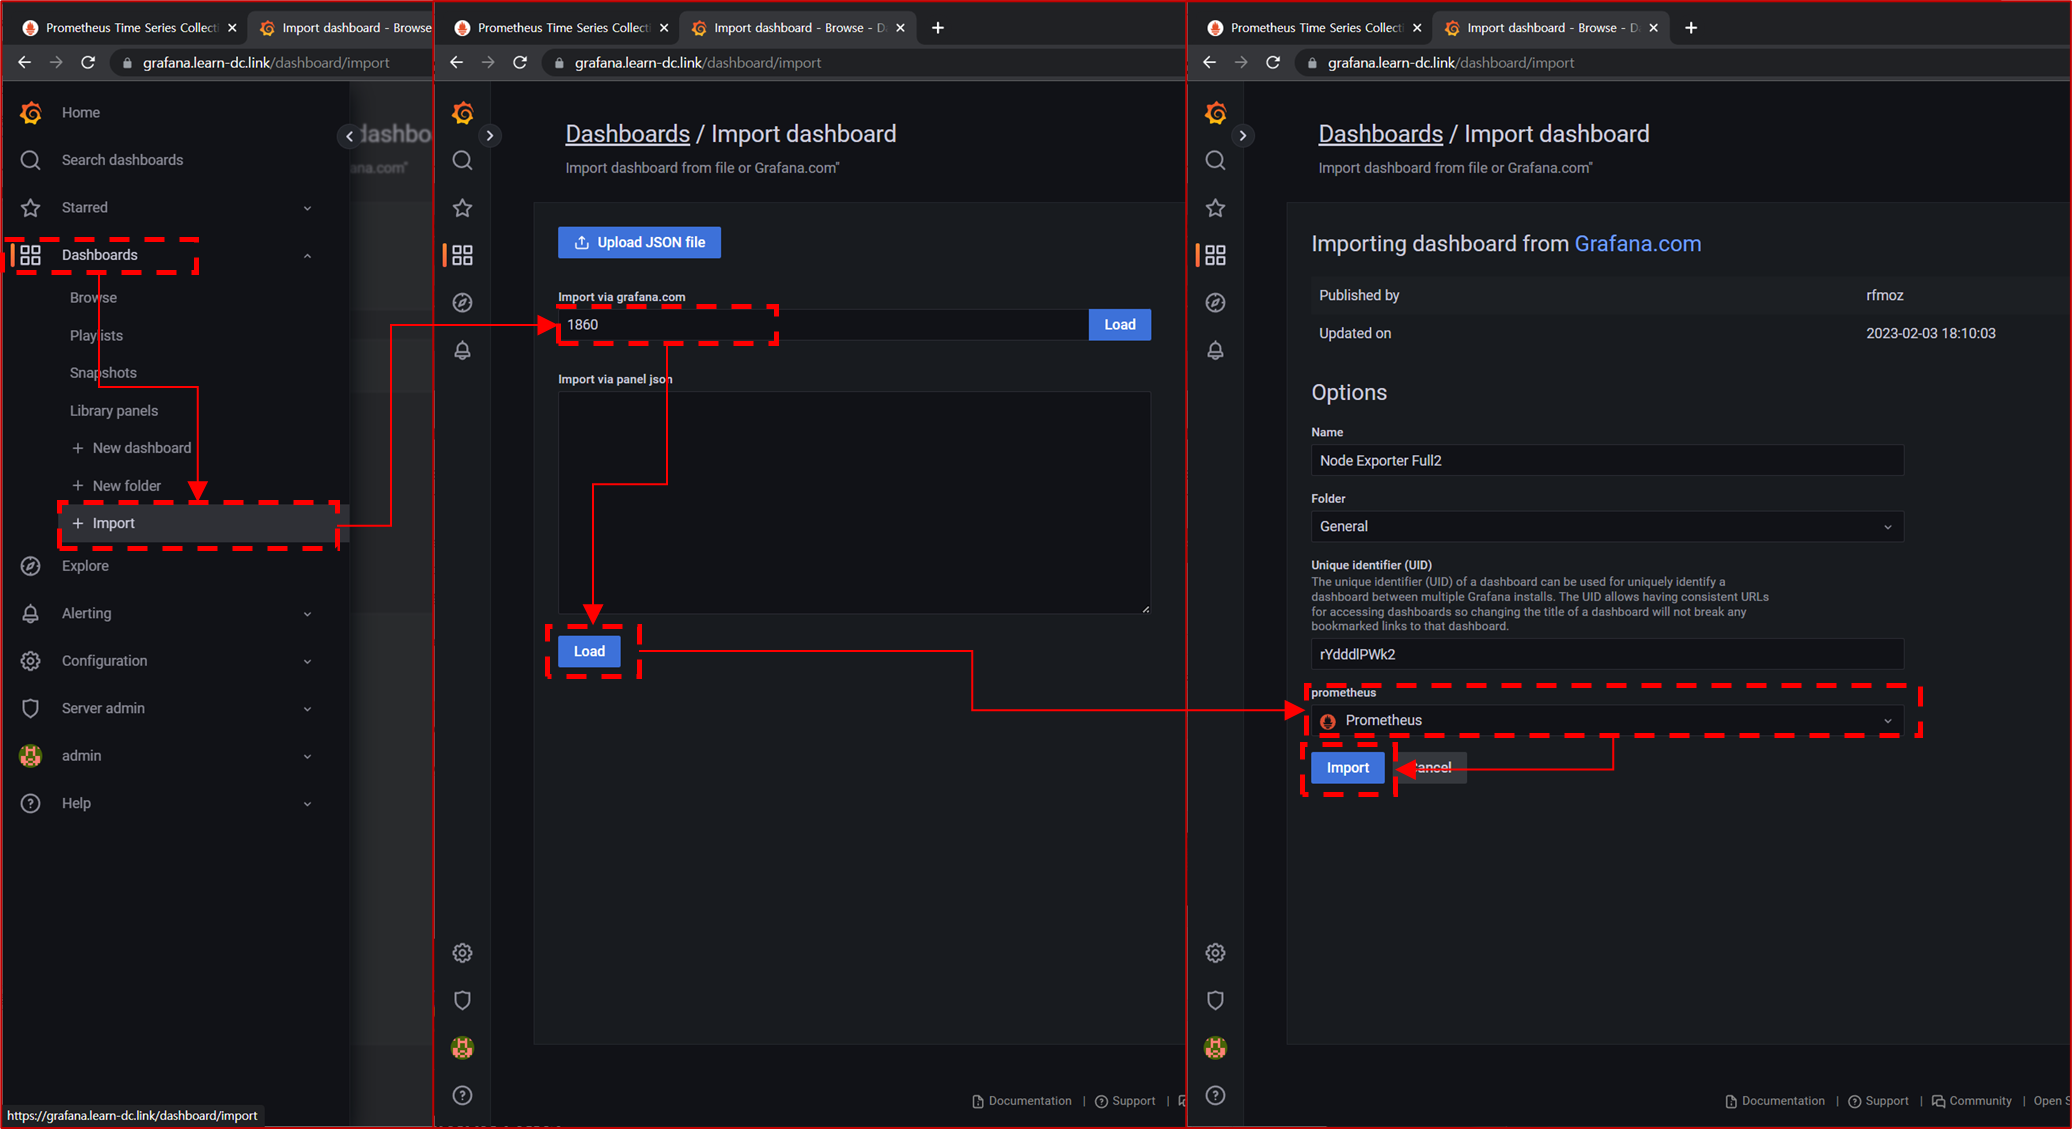 Prometheus Time Series Collecti
Import dashboard - Browse
grafana.learn-dc.link/dashboard/import
Home
Search dashboards
Starred
Dashboards
Browse
Playlists
Snapshots
Library panels
+ New dashboard
+ New folder
+ Import
Explore
Alerting
Configuration
Server admin
admin
Help
https://grafana.learn-dc.link/dashboard/import
dashbo
ana.com"
Prometheus Time Series Collecti
Import dashboard - Browse - D
grafana.learn-dc.link/dashboard/import
Dashboards / Import dashboard
Import dashboard from file or Grafana.com"
Upload JSON file
Import via grafana.com
1860
Load
Import via panel json
Load
Documentation | Support |
Prometheus Time Series Collecti
Import dashboard - Browse - D
grafana.learn-dc.link/dashboard/import
Dashboards / Import dashboard
Import dashboard from file or Grafana.com"
Importing dashboard from Grafana.com
Published by rfmoz
Updated on 2023-02-03 18:10:03
Options
Name
Node Exporter Full2
Folder
General
Unique identifier (UID)
The unique identifier (UID) of a dashboard can be used for uniquely identify a
dashboard between multiple Grafana installs. The UID allows having consistent URLs
for accessing dashboards so changing the title of a dashboard will not break any
bookmarked links to that dashboard.
rYdddlPWk2
prometheus
Prometheus
Import
ancel
Documentation | Support | Community | Open S